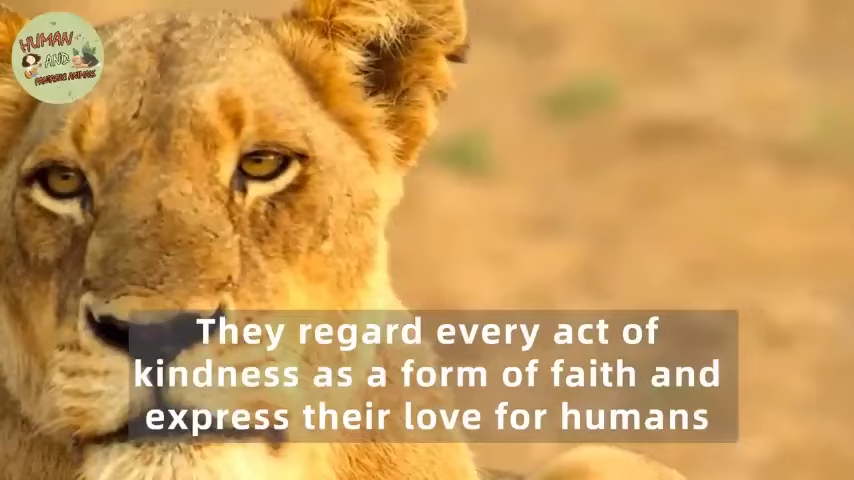 HUMAN
AND
They regard every act of
kindness as a form of faith and
express their love for humans